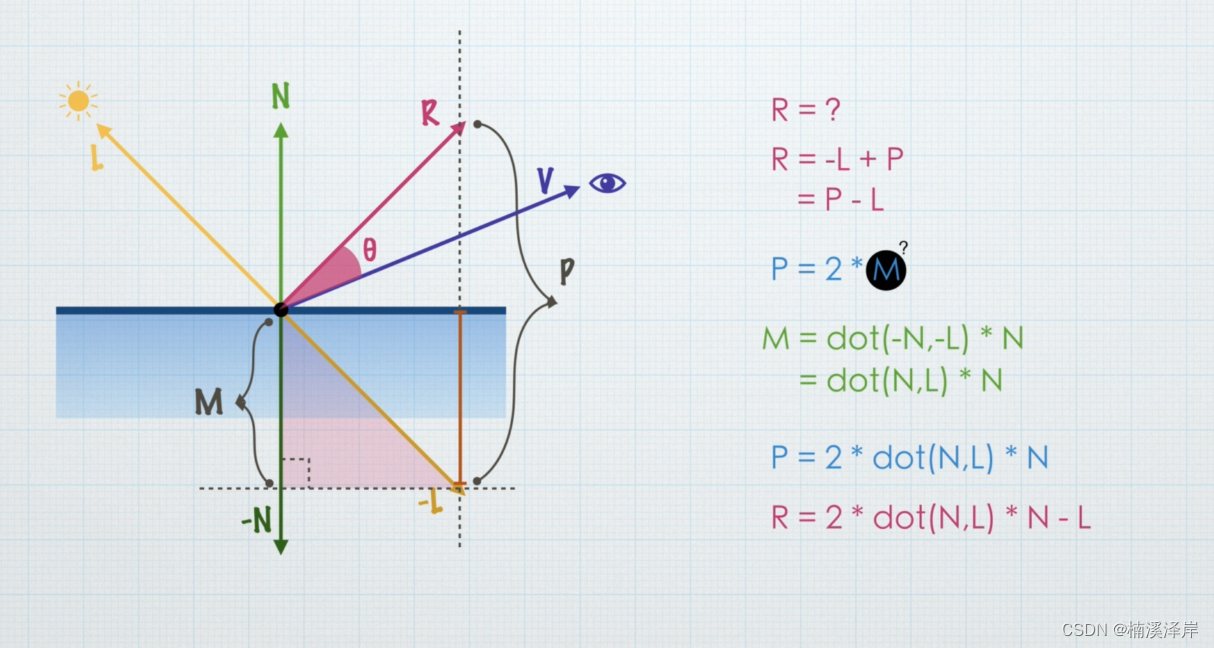 N
R
L
V
θ
P
M
-L
-N
R = ?
R = -L + P
= P - L
P = 2 * M ?
M = dot(-N,-L) * N
= dot(N,L) * N
P = 2 * dot(N,L) * N
R = 2 * dot(N,L) * N - L
CSDN @楠溪泽岸